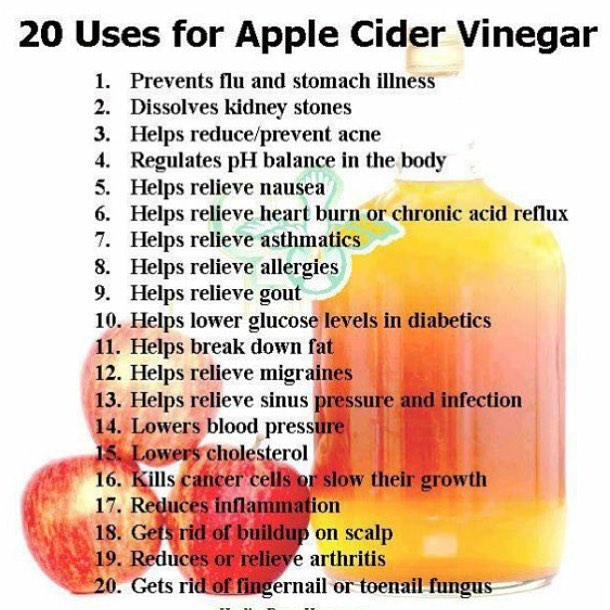 20 Uses for Apple Cider Vinegar
1. Prevents flu and stomach illness
2. Dissolves kidney stones
3. Helps reduce/prevent acne
4. Regulates pH balance in the body
5. Helps relieve nausea
6. Helps relieve heart burn or chronic acid reflux
7. Helps relieve asthmatics
8. Helps relieve allergies
9. Helps relieve gout
10. Helps lower glucose levels in diabetics
11. Helps break down fat
12. Helps relieve migraines
13. Helps relieve sinus pressure and infection
14. Lowers blood pressure
15. Lowers cholesterol
16. Kills cancer cells or slow their growth
17. Reduces inflammation
18. Gets rid of buildup on scalp
19. Reduces or relieve arthritis
20. Gets rid of fingernail or toenail fungus